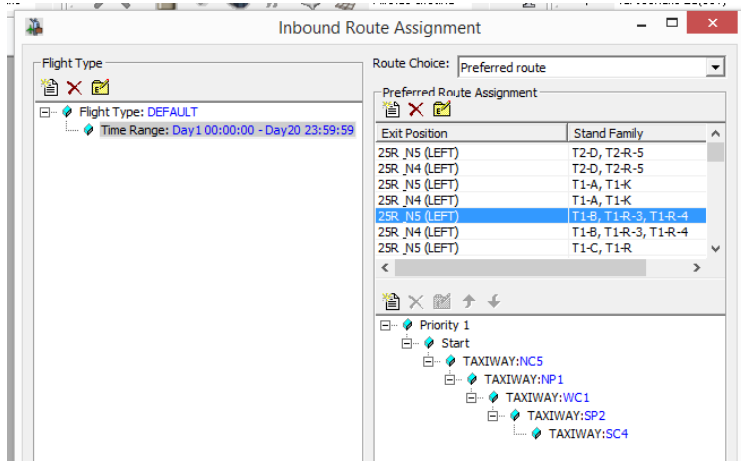 Inbound Route Assignment
Flight Type
Flight Type: DEFAULT
Time Range: Day1 00:00:00 - Day20 23:59:59
Route Choice: Preferred route
Preferred Route Assignment
Exit Position Stand Family
25R_N5 (LEFT) T2-D, T2-R-5
25R_N4 (LEFT) T2-D, T2-R-5
25R_N5 (LEFT) T1-A, T1-K
25R_N4 (LEFT) T1-A, T1-K
25R_N5 (LEFT) T1-B, T1-R-3, T1-R-4
25R_N4 (LEFT) T1-B, T1-R-3, T1-R-4
25R_N5 (LEFT) T1-C, T1-R
Priority 1
Start
TAXIWAY:NC5
TAXIWAY:NP1
TAXIWAY:WC1
TAXIWAY:SP2
TAXIWAY:SC4